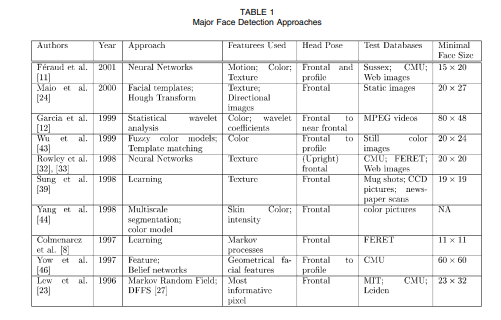 TABLE 1
Major Face Detection Approaches
Authors Year Approach Featurees Used Head Pose Test Databases Minimal
Face Size
Féraud et al. 2001 Neural Networks Motion; Color; Frontal and Sussex; CMU; 15 × 20
[11] Texture profile Web images
Maio et al. 2000 Facial templates; Texture; Frontal Static images 20 × 27
[24] Hough Transform Directional
images
Garcia et al. 1999 Statistical wavelet Color; wavelet Frontal to MPEG videos 80 × 48
[12] analysis coefficients near frontal
Wu et al. 1999 Fuzzy color models; Color Frontal to Still color 20 × 24
[43] Template matching profile images
Rowley et al. 1998 Neural Networks Texture (Upright) CMU; FERET; 20 × 20
[32], [33] frontal Web images
Sung et al. 1998 Learning Texture Frontal Mug shots; CCD 19 × 19
[39] pictures; news-
paper scans
Yang et al. 1998 Multiscale Skin Color; Frontal color pictures NA
[44] segmentation; intensity
color model
Colmenarez 1997 Learning Markov Frontal FERET 11 × 11
et al. [8] processes
Yow et al. 1997 Feature; Geometrical fa- Frontal to CMU 60 × 60
[46] Belief networks cial features profile
Lew et al. 1996 Markov Random Field; Most Frontal MIT; CMU; 23 × 32
[23] DFFS [27] informative Leiden
pixel